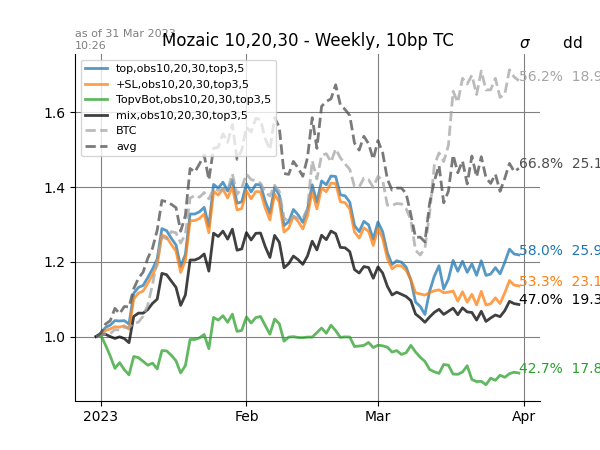 as of 31 Mar 2023
10:26
Mozaic 10,20,30 - Weekly, 10bp TC
σ dd
top,obs10,20,30,top3,5
+SL,obs10,20,30,top3,5
TopvBot,obs10,20,30,top3,5
mix,obs10,20,30,top3,5
BTC
avg
56.2% 18.9
66.8% 25.1
58.0% 25.9
53.3% 23.1
47.0% 19.3
42.7% 17.8
1.6
1.4
1.2
1.0
2023 Feb Mar Apr